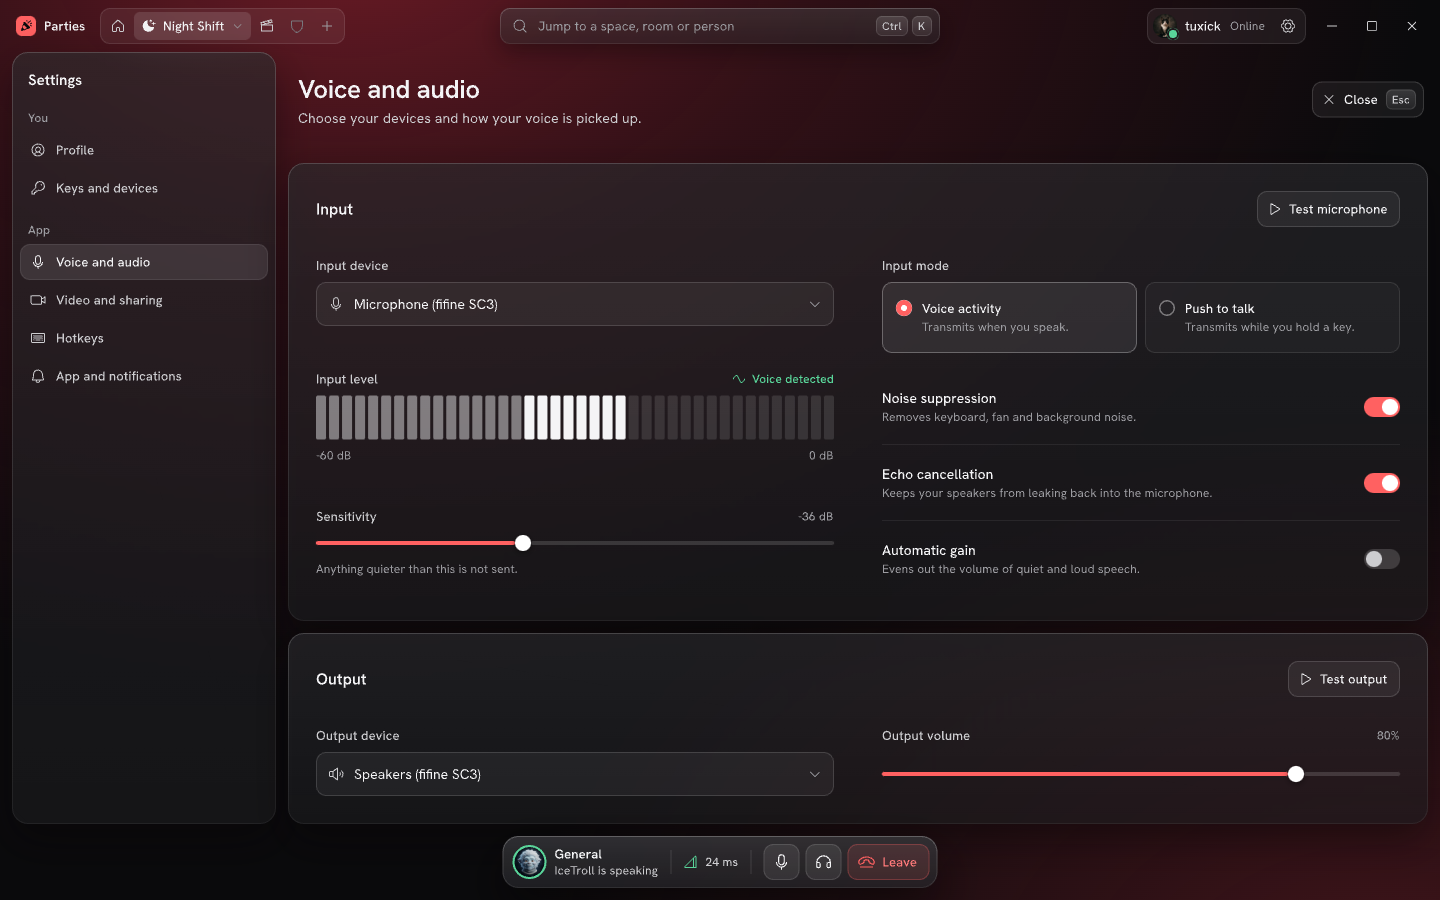 Parties
Night Shift
Jump to a space, room or person
Ctrl
K
tuxick
Online
Settings
You
Profile
Keys and devices
App
Voice and audio
Video and sharing
Hotkeys
App and notifications
Voice and audio
Choose your devices and how your voice is picked up.
Close
Esc
Input
Test microphone
Input device
Microphone (fifine SC3)
Input level
Voice detected
-60 dB
0 dB
Sensitivity
-36 dB
Anything quieter than this is not sent.
Input mode
Voice activity
Transmits when you speak.
Push to talk
Transmits while you hold a key.
Noise suppression
Removes keyboard, fan and background noise.
Echo cancellation
Keeps your speakers from leaking back into the microphone.
Automatic gain
Evens out the volume of quiet and loud speech.
Output
Test output
Output device
Speakers (fifine SC3)
Output volume
80%
General
IceTroll is speaking
24 ms
Leave